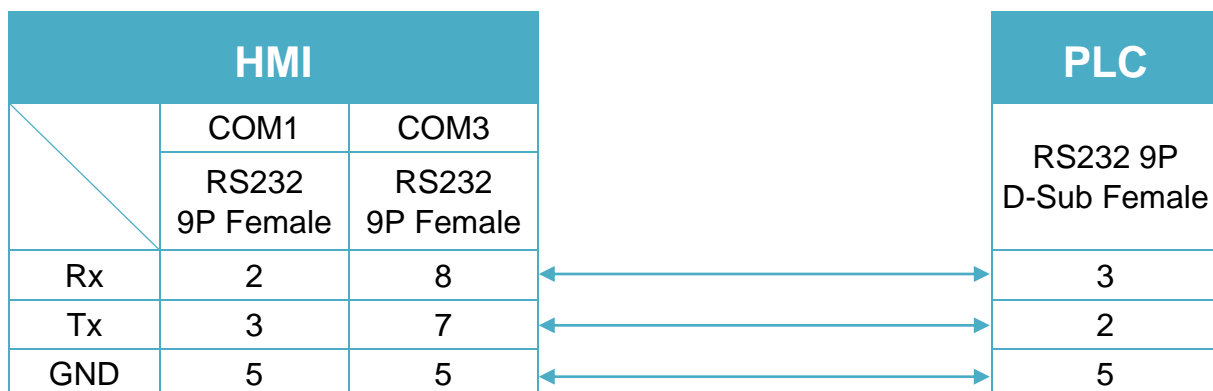 HMI
PLC
COM1 COM3
RS232 9P Female
RS232 9P Female
RS232 9P
D-Sub Female
Rx 2 8 3
Tx 3 7 2
GND 5 5 5